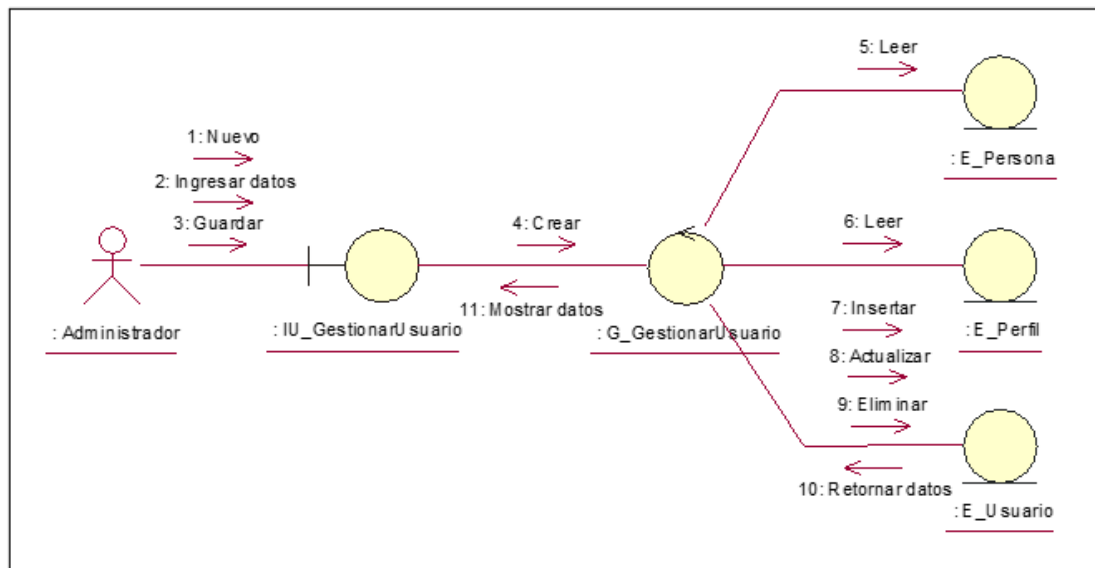 5: Leer
: E_Persona
1: Nuevo
2: Ingresar datos
3: Guardar
4: Crear
6: Leer
11: Mostrar datos
: Administrador
: IU_GestionarUsuario
: G_GestionarUsuario
7: Insertar
: E_Perfil
8: Actualizar
9: Eliminar
10: Retornar datos
: E_Usuario